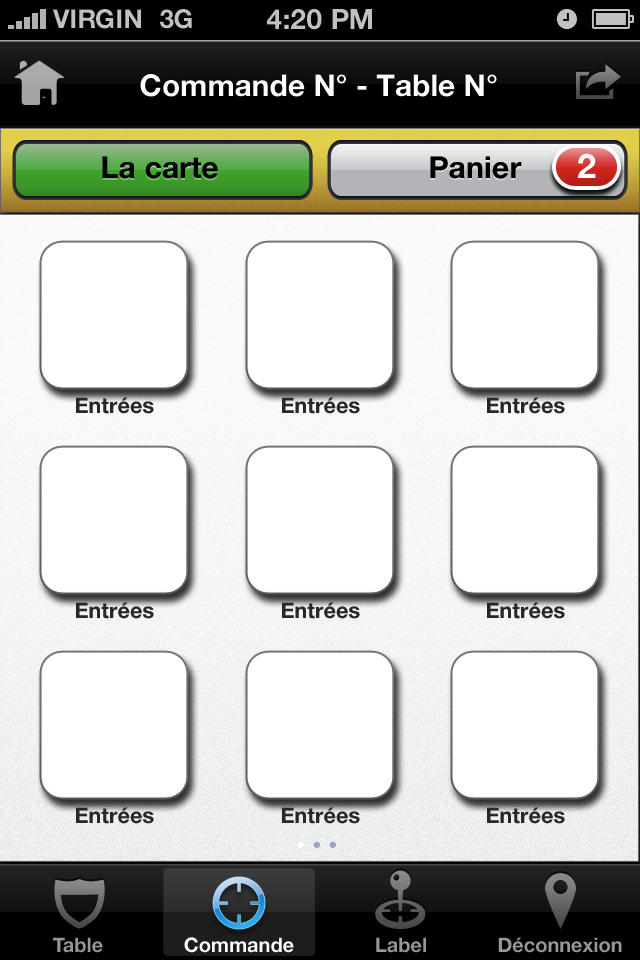 VIRGIN 3G 4:20 PM
Commande N° - Table N°
La carte Panier 2
Entrées Entrées Entrées
Entrées Entrées Entrées
Entrées Entrées Entrées
Table Commande Label Déconnexion